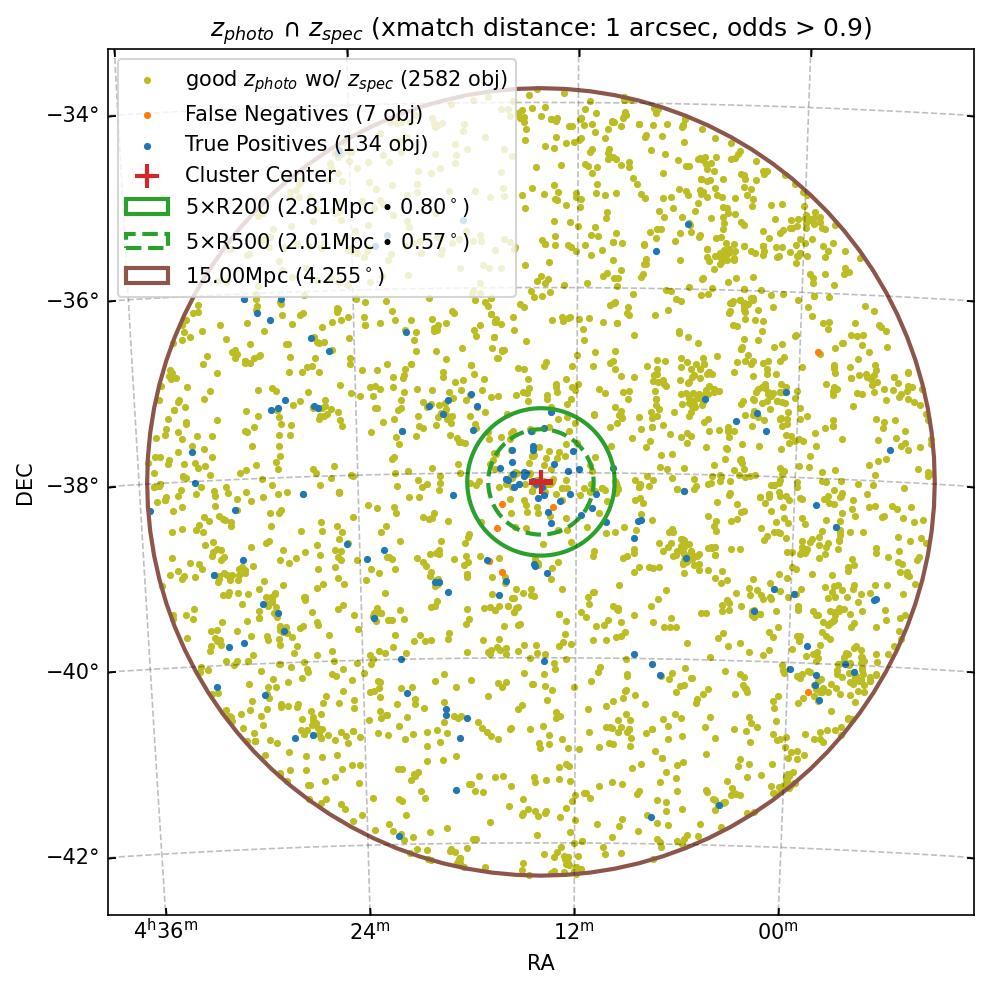 z_photo ∩ z_spec (xmatch distance: 1 arcsec, odds > 0.9)
good z_photo wo/ z_spec (2582 obj)
False Negatives (7 obj)
True Positives (134 obj)
Cluster Center
5×R200 (2.81Mpc • 0.80°)
5×R500 (2.01Mpc • 0.57°)
15.00Mpc (4.255°)
−34°
−36°
−38°
−40°
−42°
DEC
4ʰ36ᵐ 24ᵐ 12ᵐ 00ᵐ
RA